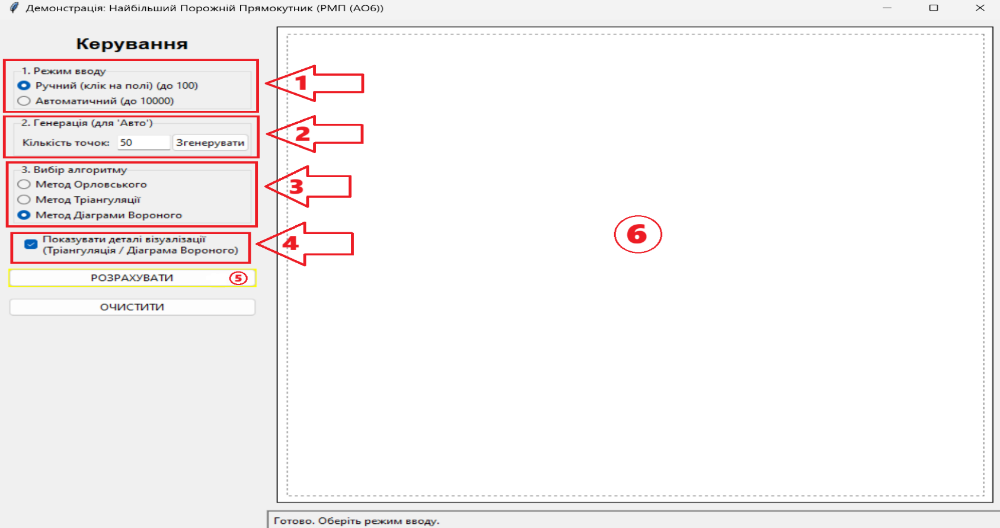 Демонстрація: Найбільший Порожній Прямокутник (РМП (АО6))
Керування
1. Режим вводу
Ручний (клік на полі) (до 100)
Автоматичний (до 10000)
1
2. Генерація (для 'Авто')
Кількість точок: 50 Згенерувати
2
3. Вибір алгоритму
Метод Орловського
Метод Тріангуляції
Метод Діаграми Вороного
3
Показувати деталі візуалізації
(Тріангуляція / Діаграма Вороного)
4
РОЗРАХУВАТИ 5
ОЧИСТИТИ
6
Готово. Оберіть режим вводу.